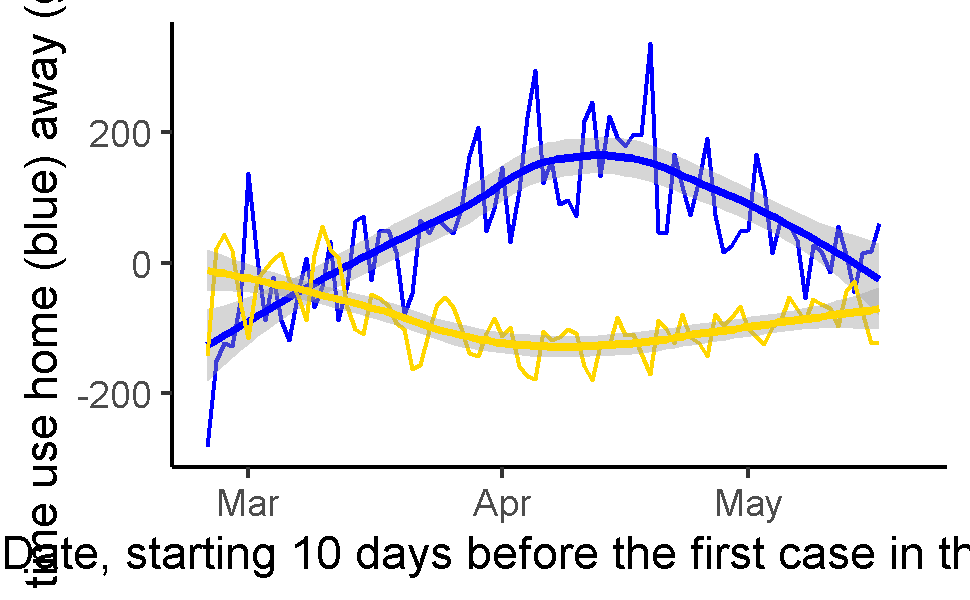 time use home (blue) away (
200
0
-200
Mar Apr May
Date, starting 10 days before the first case in th